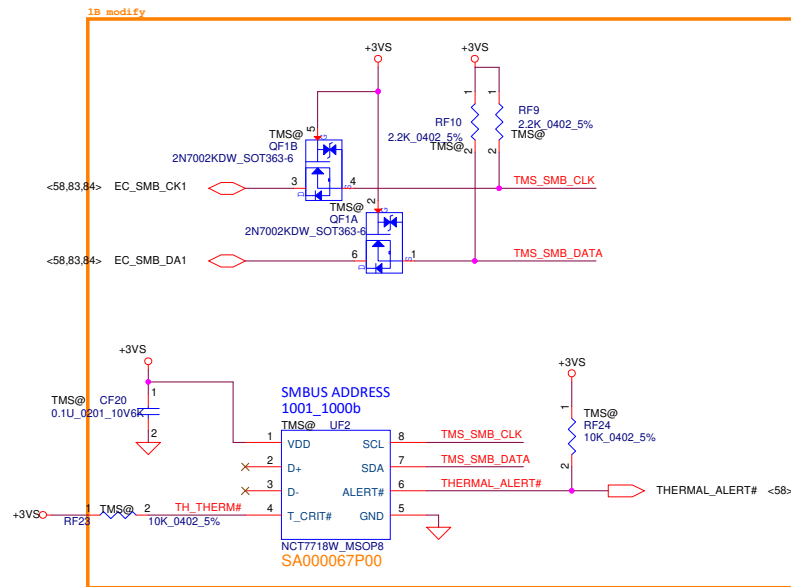 1B modify
+3VS
+3VS
TMS@
QF1B
2N7002KDW_SOT363-6
5
G
3
D
4
S
RF10
2.2K_0402_5%
TMS@
1
2
RF9
2.2K_0402_5%
TMS@
1
2
<58,83,84> EC_SMB_CK1
TMS_SMB_CLK
TMS@
QF1A
2N7002KDW_SOT363-6
2
G
6
D
1
S
<58,83,84> EC_SMB_DA1
TMS_SMB_DATA
+3VS
TMS@
CF20
0.1U_0201_10V6K
1
2
SMBUS ADDRESS
1001_1000b
TMS@ UF2
1 VDD SCL 8 TMS_SMB_CLK
2 D+ SDA 7 TMS_SMB_DATA
3 D- ALERT# 6 THERMAL_ALERT#
4 T_CRIT# GND 5
NCT7718W_MSOP8
SA000067P00
+3VS
1 TMS@ 2 TH_THERM#
RF23 10K_0402_5%
+3VS
1
TMS@
RF24
10K_0402_5%
2
THERMAL_ALERT# <58>